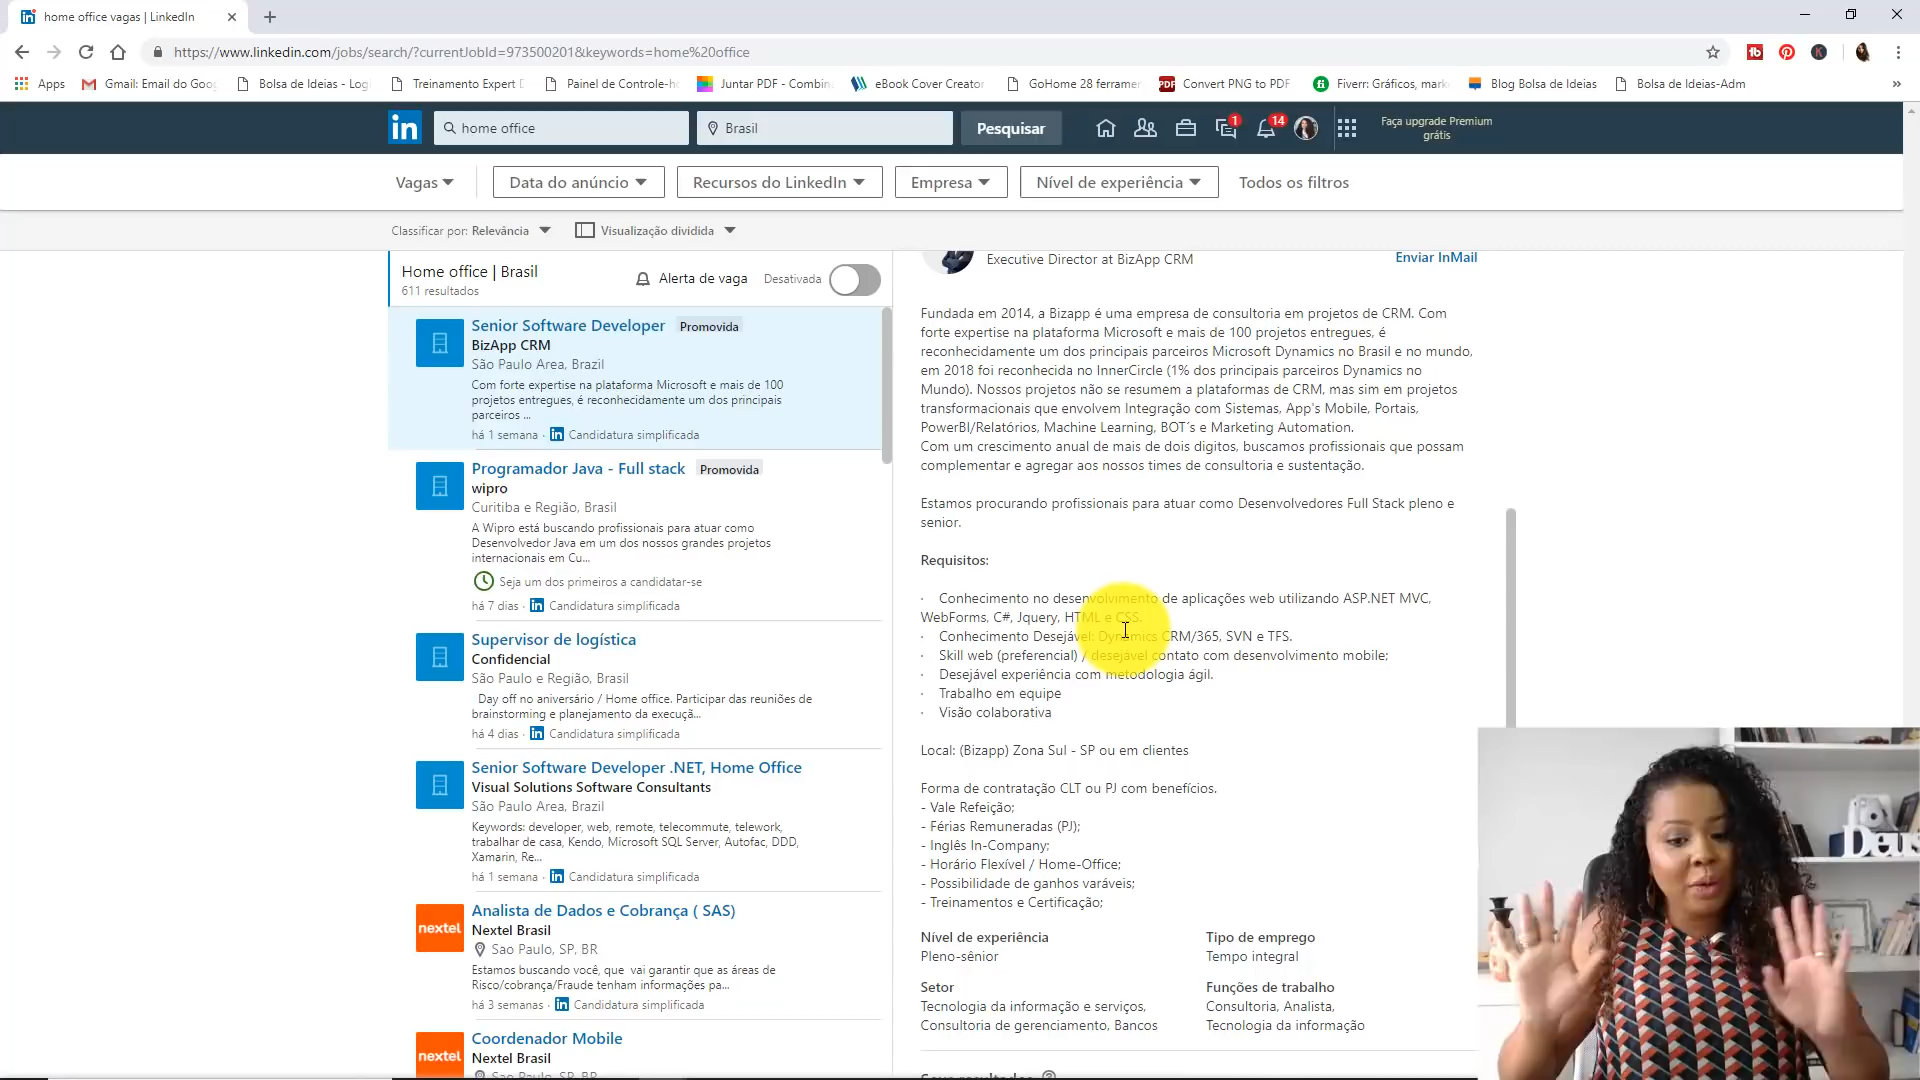 home office vagas | LinkedIn
https://www.linkedin.com/jobs/search/?currentJobId=973500201&keywords=home%20office
Apps
Gmail: Email do Goo
Bolsa de Ideias - Log
Treinamento Expert D
Painel de Controle-ho
Juntar PDF - Combin
eBook Cover Creator
GoHome 28 ferramer
Convert PNG to PDF
Fiverr: Gráficos, mark
Blog Bolsa de Ideias
Bolsa de Ideias-Adm
»
in
home office
Brasil
Pesquisar
1
14
Faça upgrade Premium
grátis
Vagas
Data do anúncio
Recursos do LinkedIn
Empresa
Nível de experiência
Todos os filtros
Classificar por: Relevância
Visualização dividida
Home office | Brasil
611 resultados
Alerta de vaga
Desativada
Senior Software Developer Promovida
BizApp CRM
São Paulo Area, Brazil
Com forte expertise na plataforma Microsoft e mais de 100
projetos entregues, é reconhecidamente um dos principais
parceiros ...
há 1 semana · in Candidatura simplificada
Programador Java - Full stack Promovida
wipro
Curitiba e Região, Brasil
A Wipro está buscando profissionais para atuar como
Desenvolvedor Java em um dos nossos grandes projetos
internacionais em Cu...
Seja um dos primeiros a candidatar-se
há 7 dias · in Candidatura simplificada
Supervisor de logística
Confidencial
São Paulo e Região, Brasil
Day off no aniversário / Home office. Participar das reuniões de
brainstorming e planejamento da execuçã...
há 4 dias · in Candidatura simplificada
Senior Software Developer .NET, Home Office
Visual Solutions Software Consultants
São Paulo Area, Brazil
Keywords: developer, web, remote, telecommute, telework,
trabalhar de casa, Kendo, Microsoft SQL Server, Autofac, DDD,
Xamarin, Re...
há 1 semana · in Candidatura simplificada
nextel
Analista de Dados e Cobrança ( SAS)
Nextel Brasil
Sao Paulo, SP, BR
Estamos buscando você, que vai garantir que as áreas de
Risco/cobrança/Fraude tenham informações pa...
há 3 semanas · in Candidatura simplificada
nextel
Coordenador Mobile
Nextel Brasil
Sao Paulo, SP, BR
Executive Director at BizApp CRM
Enviar InMail
Fundada em 2014, a Bizapp é uma empresa de consultoria em projetos de CRM. Com
forte expertise na plataforma Microsoft e mais de 100 projetos entregues, é
reconhecidamente um dos principais parceiros Microsoft Dynamics no Brasil e no mundo,
em 2018 foi reconhecida no InnerCircle (1% dos principais parceiros Dynamics no
Mundo). Nossos projetos não se resumem a plataformas de CRM, mas sim em projetos
transformacionais que envolvem Integração com Sistemas, App's Mobile, Portais,
PowerBI/Relatórios, Machine Learning, BOT´s e Marketing Automation.
Com um crescimento anual de mais de dois digitos, buscamos profissionais que possam
complementar e agregar aos nossos times de consultoria e sustentação.
Estamos procurando profissionais para atuar como Desenvolvedores Full Stack pleno e
senior.
Requisitos:
· Conhecimento no desenvolvimento de aplicações web utilizando ASP.NET MVC,
WebForms, C#, Jquery, HTML e CSS.
· Conhecimento Desejável: Dynamics CRM/365, SVN e TFS.
· Skill web (preferencial) / desejável contato com desenvolvimento mobile;
· Desejável experiência com metodologia ágil.
· Trabalho em equipe
· Visão colaborativa
Local: (Bizapp) Zona Sul - SP ou em clientes
Forma de contratação CLT ou PJ com benefícios.
- Vale Refeição;
- Férias Remuneradas (PJ);
- Inglês In-Company;
- Horário Flexível / Home-Office;
- Possibilidade de ganhos varáveis;
- Treinamentos e Certificação;
Nível de experiência
Pleno-sênior
Tipo de emprego
Tempo integral
Setor
Tecnologia da informação e serviços,
Consultoria de gerenciamento, Bancos
Funções de trabalho
Consultoria, Analista,
Tecnologia da informação
Deus